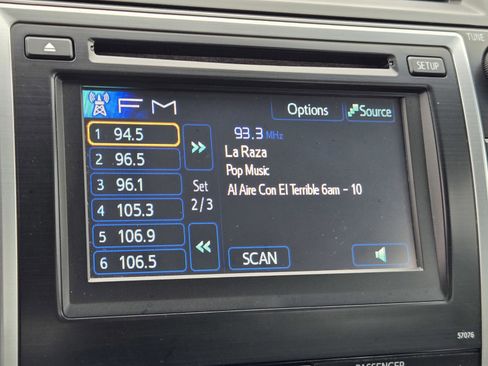 TUNE
SETUP
FM
Options
Source
1 94.5
2 96.5
3 96.1
4 105.3
5 106.9
6 106.5
Set
2/3
93.3 MHz
La Raza
Pop Music
Al Aire Con El Terrible 6am - 10
SCAN
57076
PASSENGER